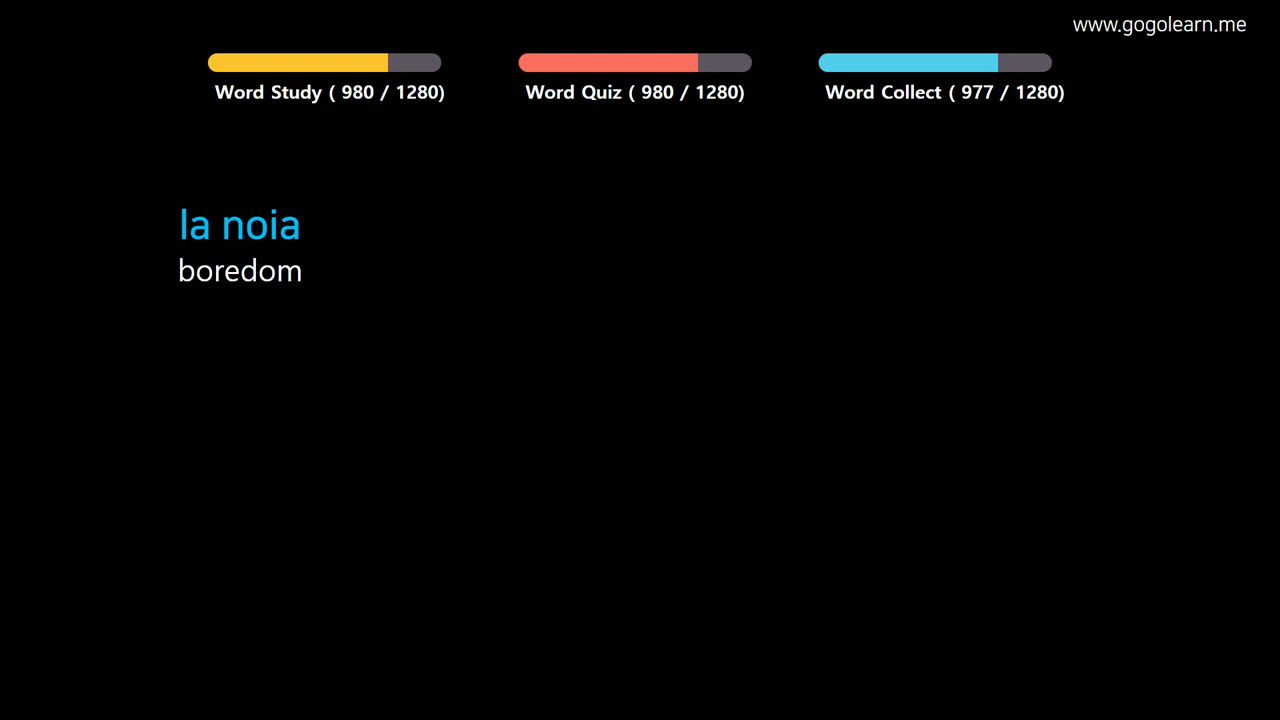 www.gogolearn.me
Word Study ( 980 / 1280)
Word Quiz ( 980 / 1280)
Word Collect ( 977 / 1280)
la noia
boredom